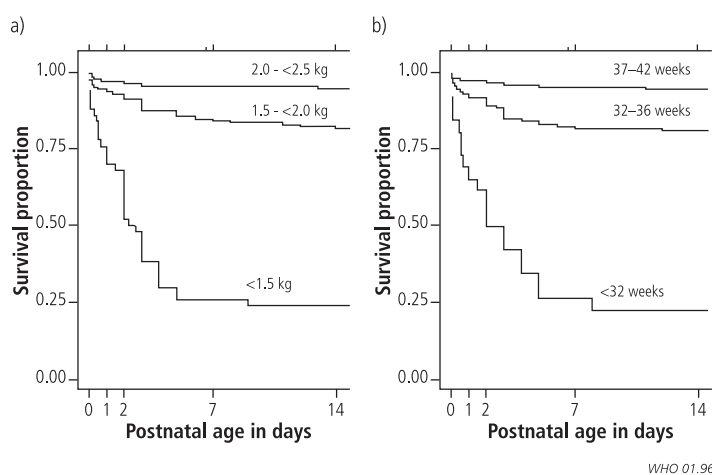 a)
1.00
0.75
0.50
0.25
0.00
Survival proportion
2.0 - <2.5 kg
1.5 - <2.0 kg
<1.5 kg
0 1 2 7 14
Postnatal age in days
b)
1.00
0.75
0.50
0.25
0.00
Survival proportion
37–42 weeks
32–36 weeks
<32 weeks
0 1 2 7 14
Postnatal age in days
WHO 01.96